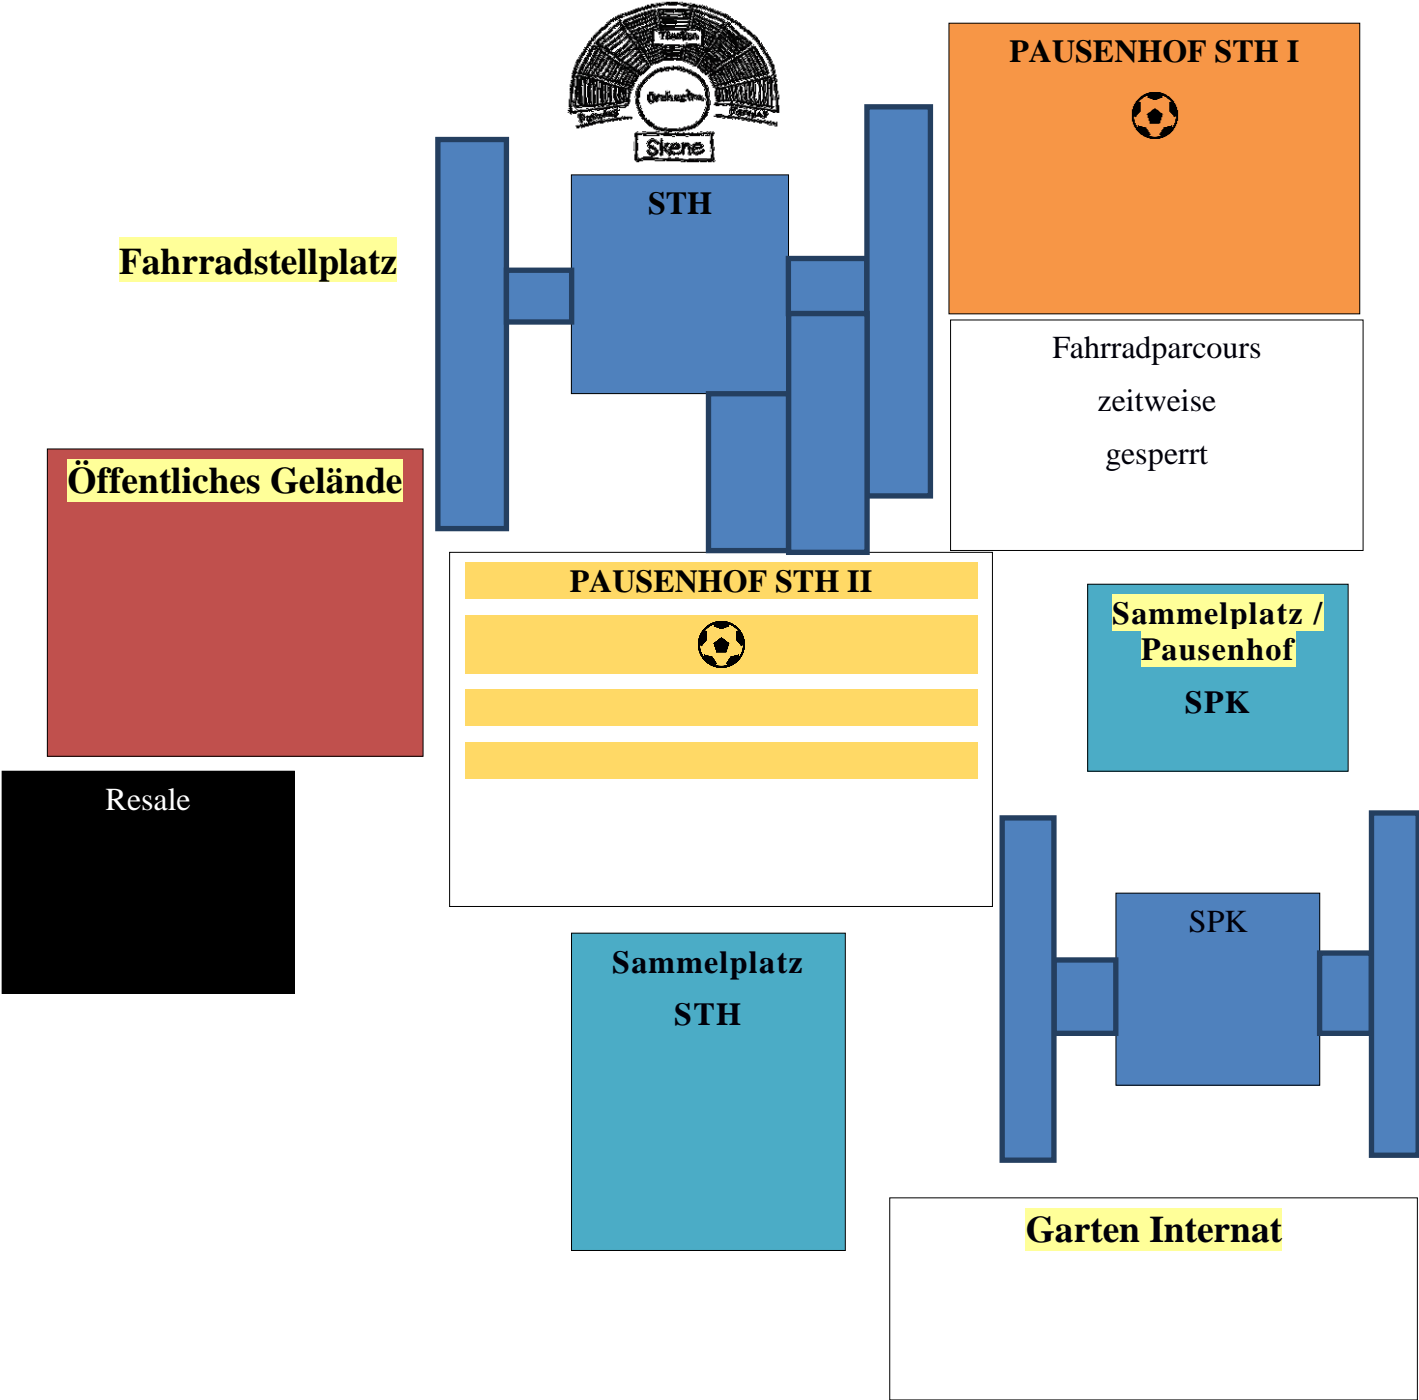 PAUSENHOF STH I
Orchestra
Skene
STH
Fahrradstellplatz
Fahrradparcours
zeitweise
gesperrt
Öffentliches Gelände
PAUSENHOF STH II
Sammelplatz /
Pausenhof
SPK
Resale
SPK
Sammelplatz
STH
Garten Internat